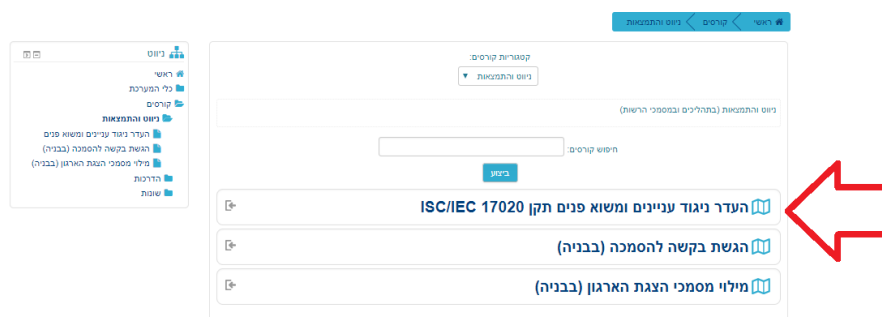 ראשי
קורסים
ניווט והתמצאות
ניווט
ראשי
כלי המערכת
קורסים
ניווט והתמצאות
העדר ניגוד עניינים ומשוא פנים
הגשת בקשה להסמכה (בבניה)
מילוי מסמכי הצגת הארגון (בבניה)
הדרכות
שונות
קטגוריות קורסים:
ניווט והתמצאות
ניווט והתמצאות (בתהליכים ובמסמכי הרשות)
חיפוש קורסים:
ביצוע
העדר ניגוד עניינים ומשוא פנים תקן ISC/IEC 17020
הגשת בקשה להסמכה (בבניה)
מילוי מסמכי הצגת הארגון (בבניה)